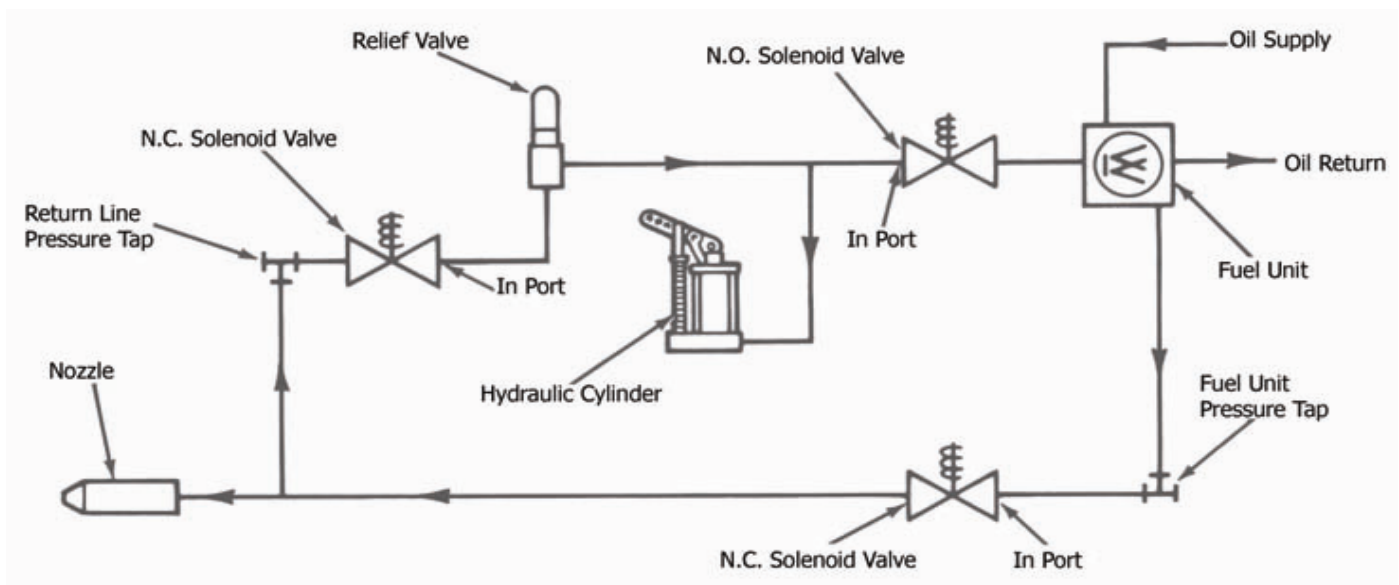 Relief Valve
N.O. Solenoid Valve
Oil Supply
N.C. Solenoid Valve
Oil Return
Return Line
Pressure Tap
In Port
In Port
Fuel Unit
Nozzle
Hydraulic Cylinder
Fuel Unit
Pressure Tap
N.C. Solenoid Valve
In Port